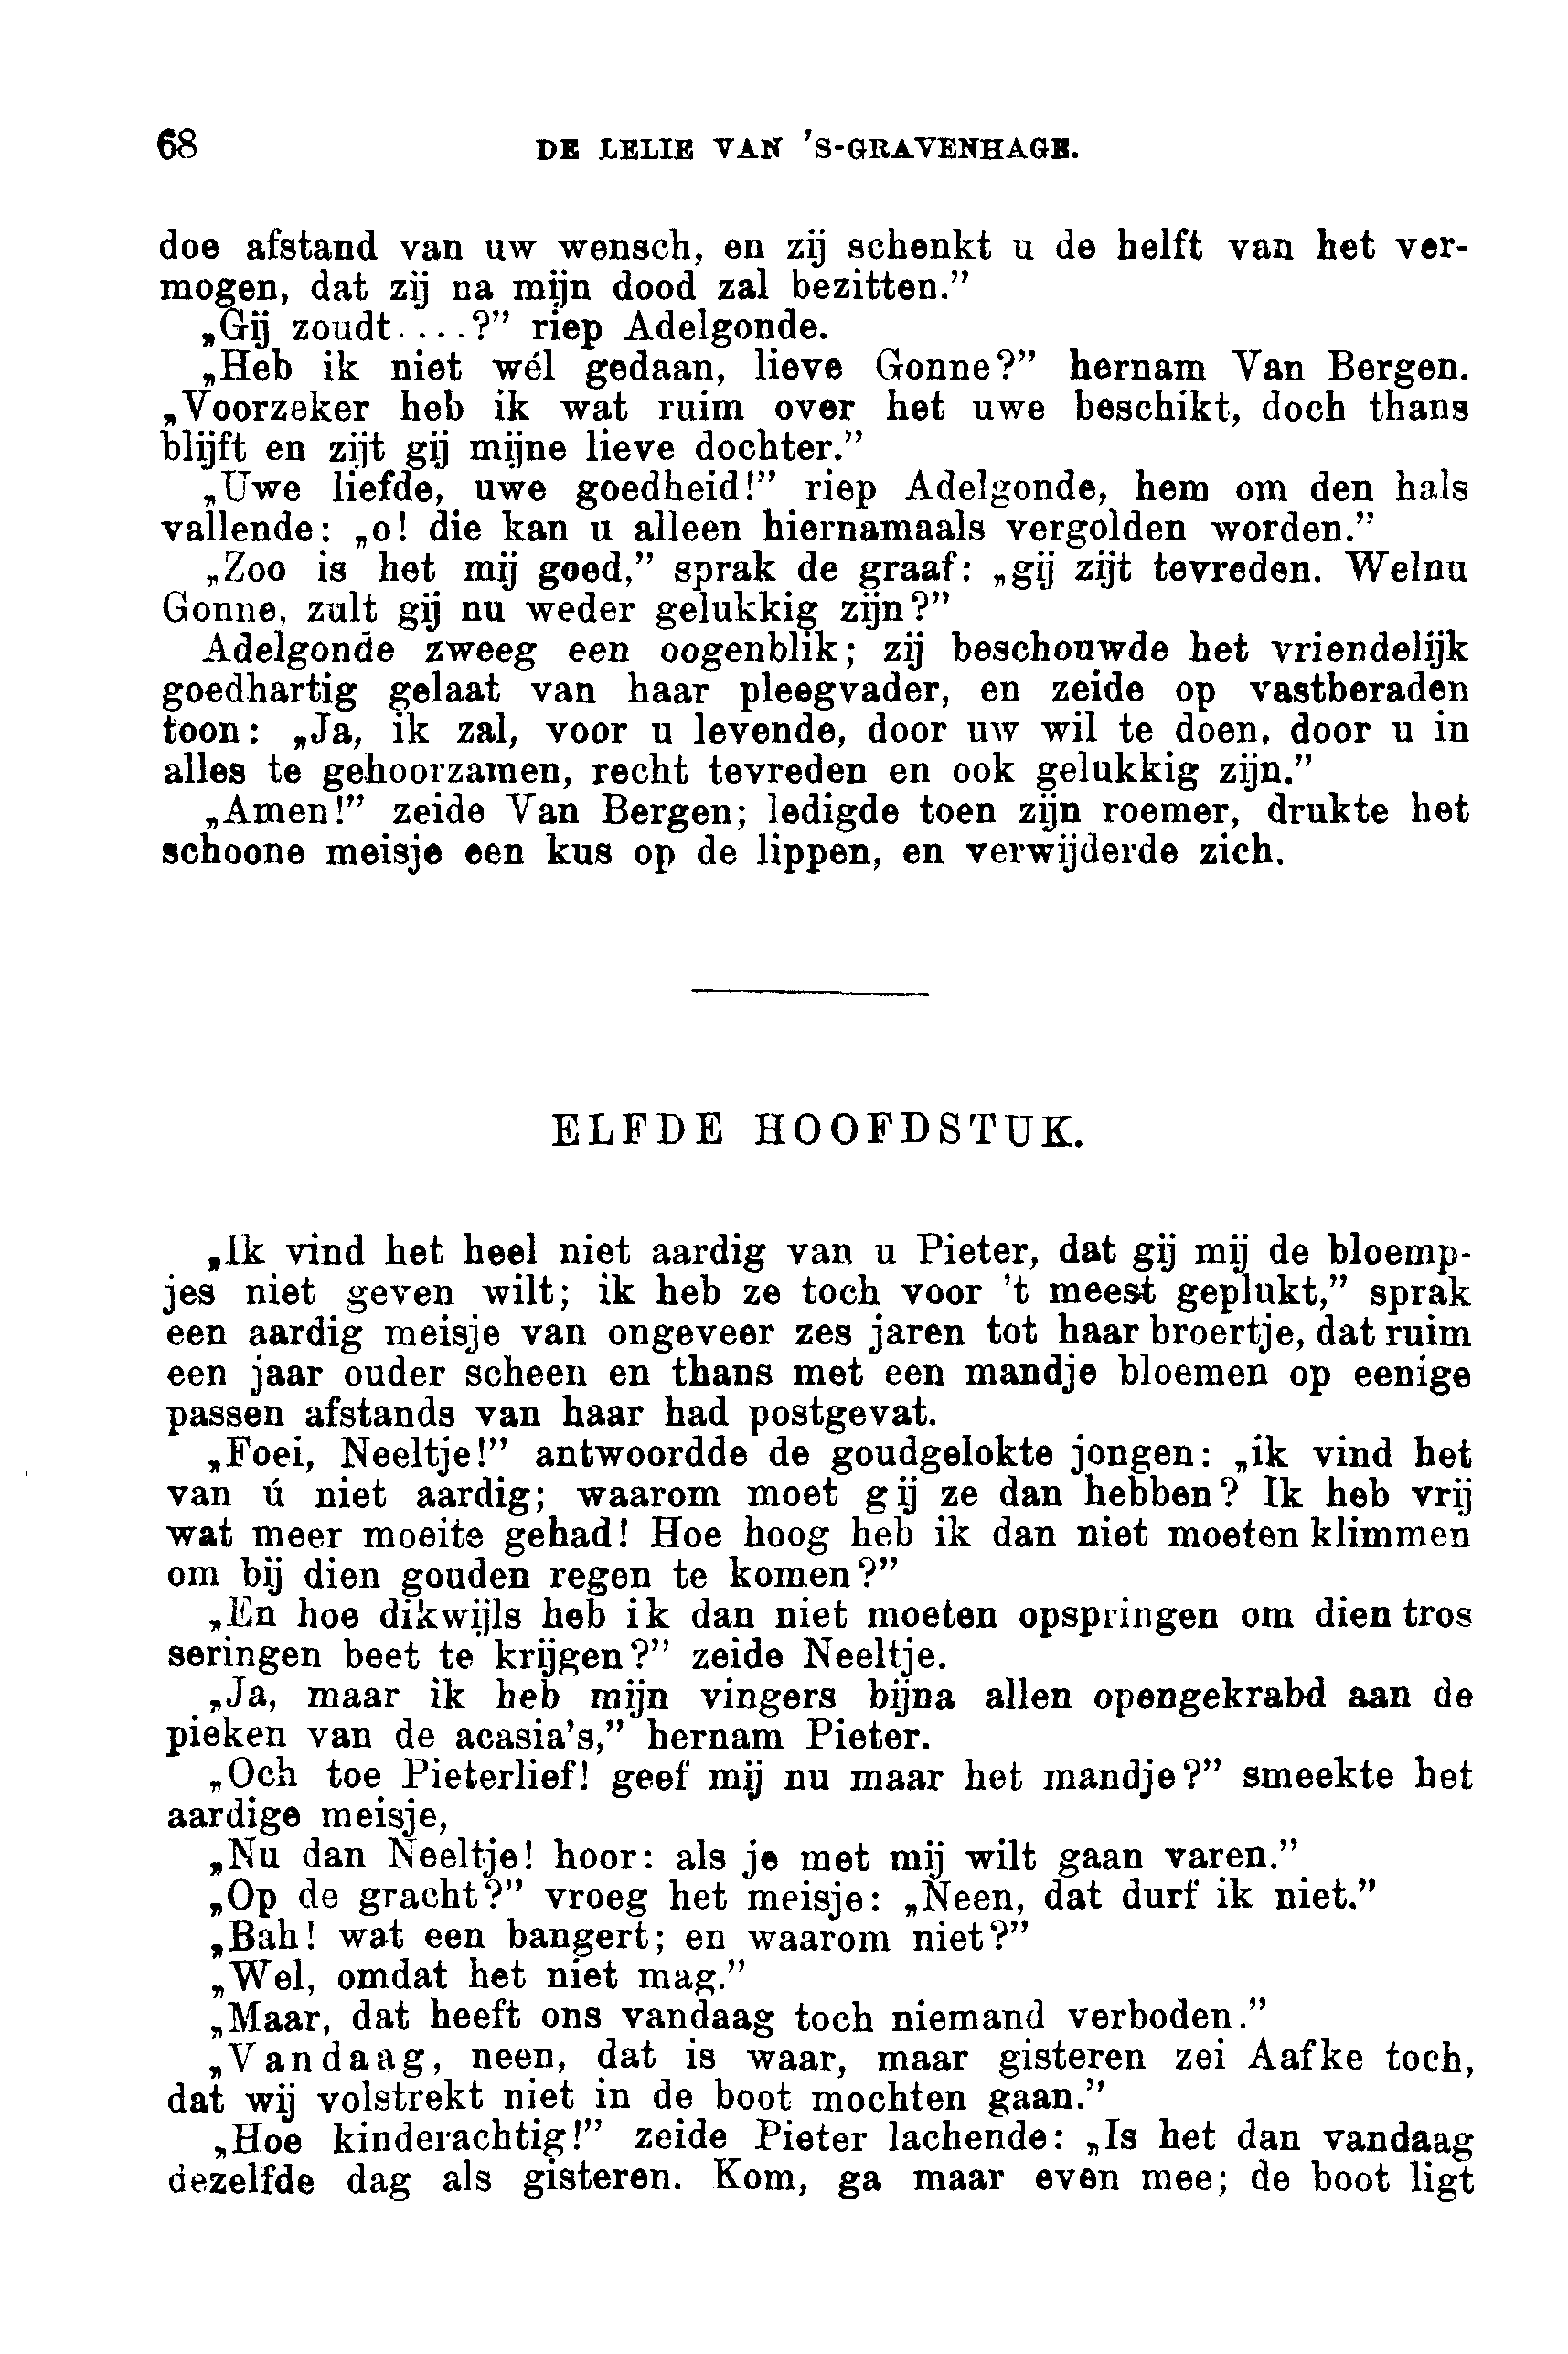 68 DE LELIE VAN 'S-GRAVENHAGE.
doe afstand van uw wensch, en zij schenkt u de helft van het ver-
mogen, dat zij na mijn dood zal bezitten.”
„Gij zoudt....?” riep Adelgonde.
„Heb ik niet wél gedaan, lieve Gonne?” hernam Van Bergen.
„Voorzeker heb ik wat ruim over het uwe beschikt, doch thans
blijft en zijt gij mijne lieve dochter.”
„Uwe liefde, uwe goedheid!” riep Adelgonde, hem om den hals
vallende: „o! die kan u alleen hiernamaals vergolden worden.”
„Zoo is het mij goed,” sprak de graaf: „gij zijt tevreden. Welnu
Gonne, zult gij nu weder gelukkig zijn?”
Adelgonde zweeg een oogenblik; zij beschouwde het vriendelijk
goedhartig gelaat van haar pleegvader, en zeide op vastberaden
toon: „Ja, ik zal, voor u levende, door uw wil te doen, door u in
alles te gehoorzamen, recht tevreden en ook gelukkig zijn.”
„Amen!” zeide Van Bergen; ledigde toen zijn roemer, drukte het
schoone meisje een kus op de lippen, en verwijderde zich.
ELFDE HOOFDSTUK.
„Ik vind het heel niet aardig van u Pieter, dat gij mij de bloemp-
jes niet geven wilt; ik heb ze toch voor 't meest geplukt,” sprak
een aardig meisje van ongeveer zes jaren tot haar broertje, dat ruim
een jaar ouder scheen en thans met een mandje bloemen op eenige
passen afstands van haar had postgevat.
„Foei, Neeltje!” antwoordde de goudgelokte jongen: „ik vind het
van ú niet aardig; waarom moet gij ze dan hebben? Ik heb vrij
wat meer moeite gehad! Hoe hoog heb ik dan niet moeten klimmen
om bij dien gouden regen te komen?”
„En hoe dikwijls heb ik dan niet moeten opspringen om dien tros
seringen beet te krijgen?” zeide Neeltje.
„Ja, maar ik heb mijn vingers bijna allen opengekrabd aan de
pieken van de acasia's,” hernam Pieter.
„Och toe Pieterlief! geef mij nu maar het mandje?” smeekte het
aardige meisje,
„Nu dan Neeltje! hoor: als je met mij wilt gaan varen.”
„Op de gracht?” vroeg het meisje: „Neen, dat durf ik niet.”
„Bah! wat een bangert; en waarom niet?”
„Wel, omdat het niet mag.”
„Maar, dat heeft ons vandaag toch niemand verboden.”
„Vandaag, neen, dat is waar, maar gisteren zei Aafke toch,
dat wij volstrekt niet in de boot mochten gaan.”
„Hoe kinderachtig!” zeide Pieter lachende: „Is het dan vandaag
dezelfde dag als gisteren. Kom, ga maar even mee; de boot ligt